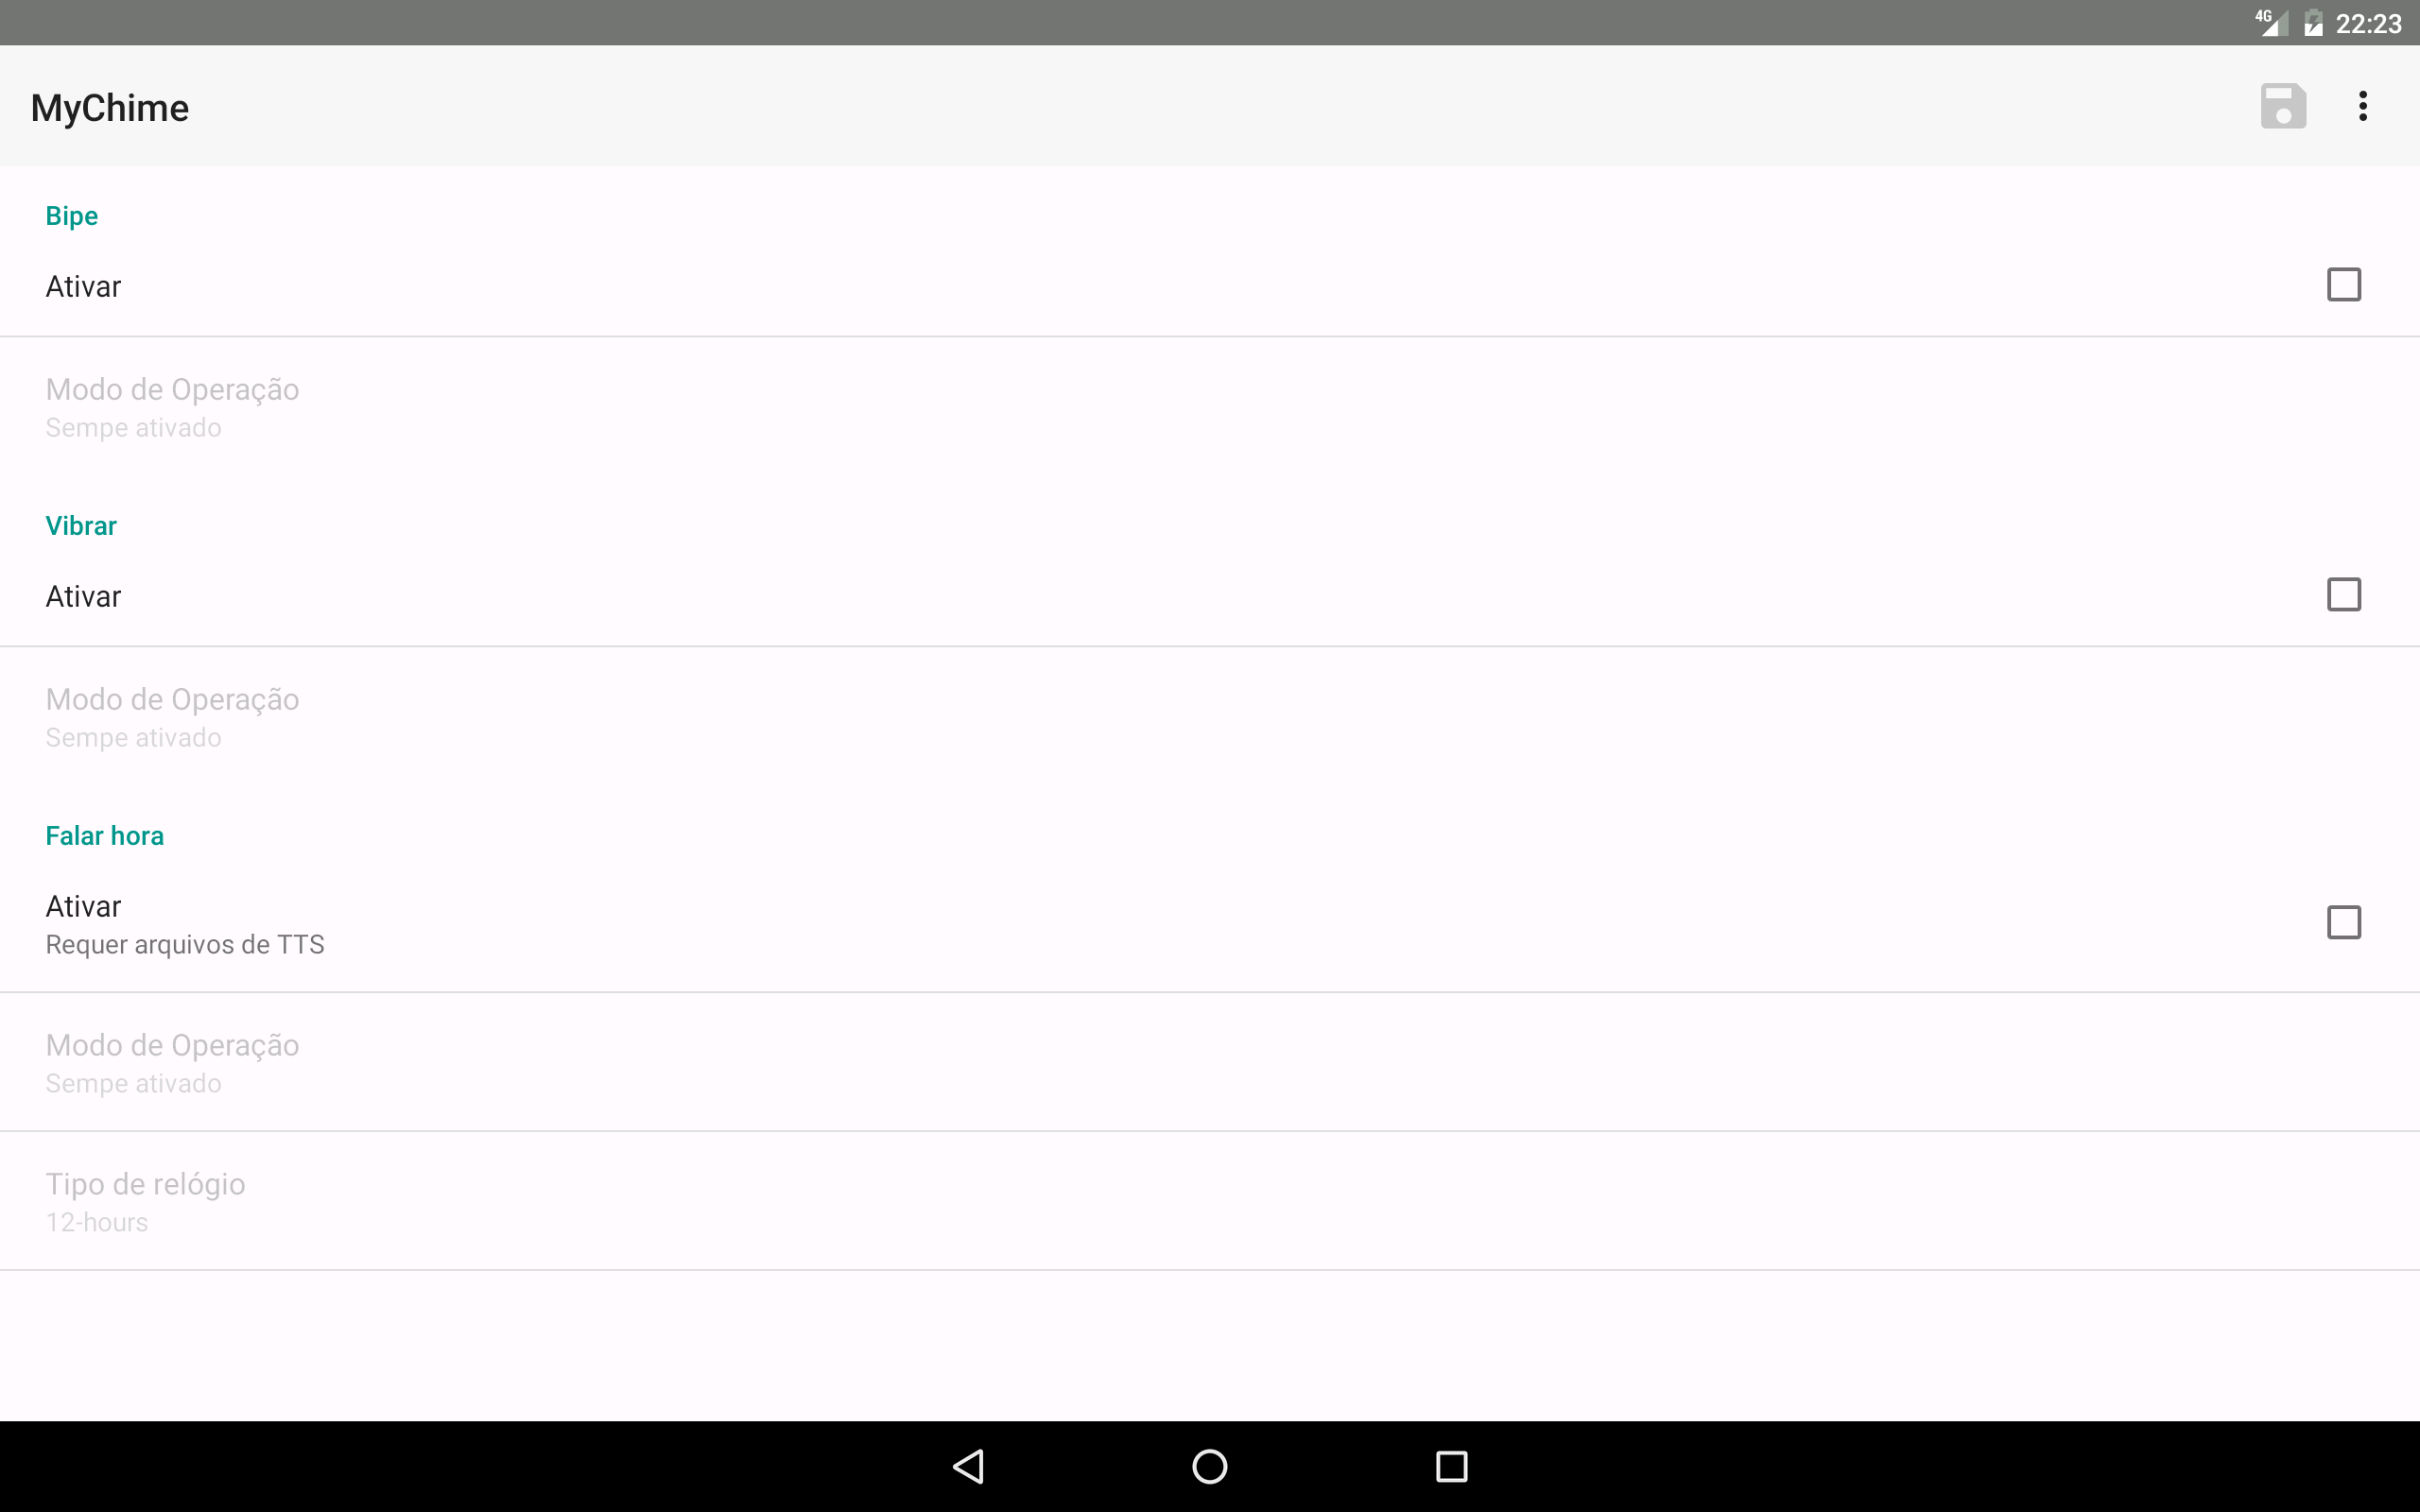 4G 22:23
MyChime
Bipe
Ativar
Modo de Operação
Sempe ativado
Vibrar
Ativar
Modo de Operação
Sempe ativado
Falar hora
Ativar
Requer arquivos de TTS
Modo de Operação
Sempe ativado
Tipo de relógio
12-hours